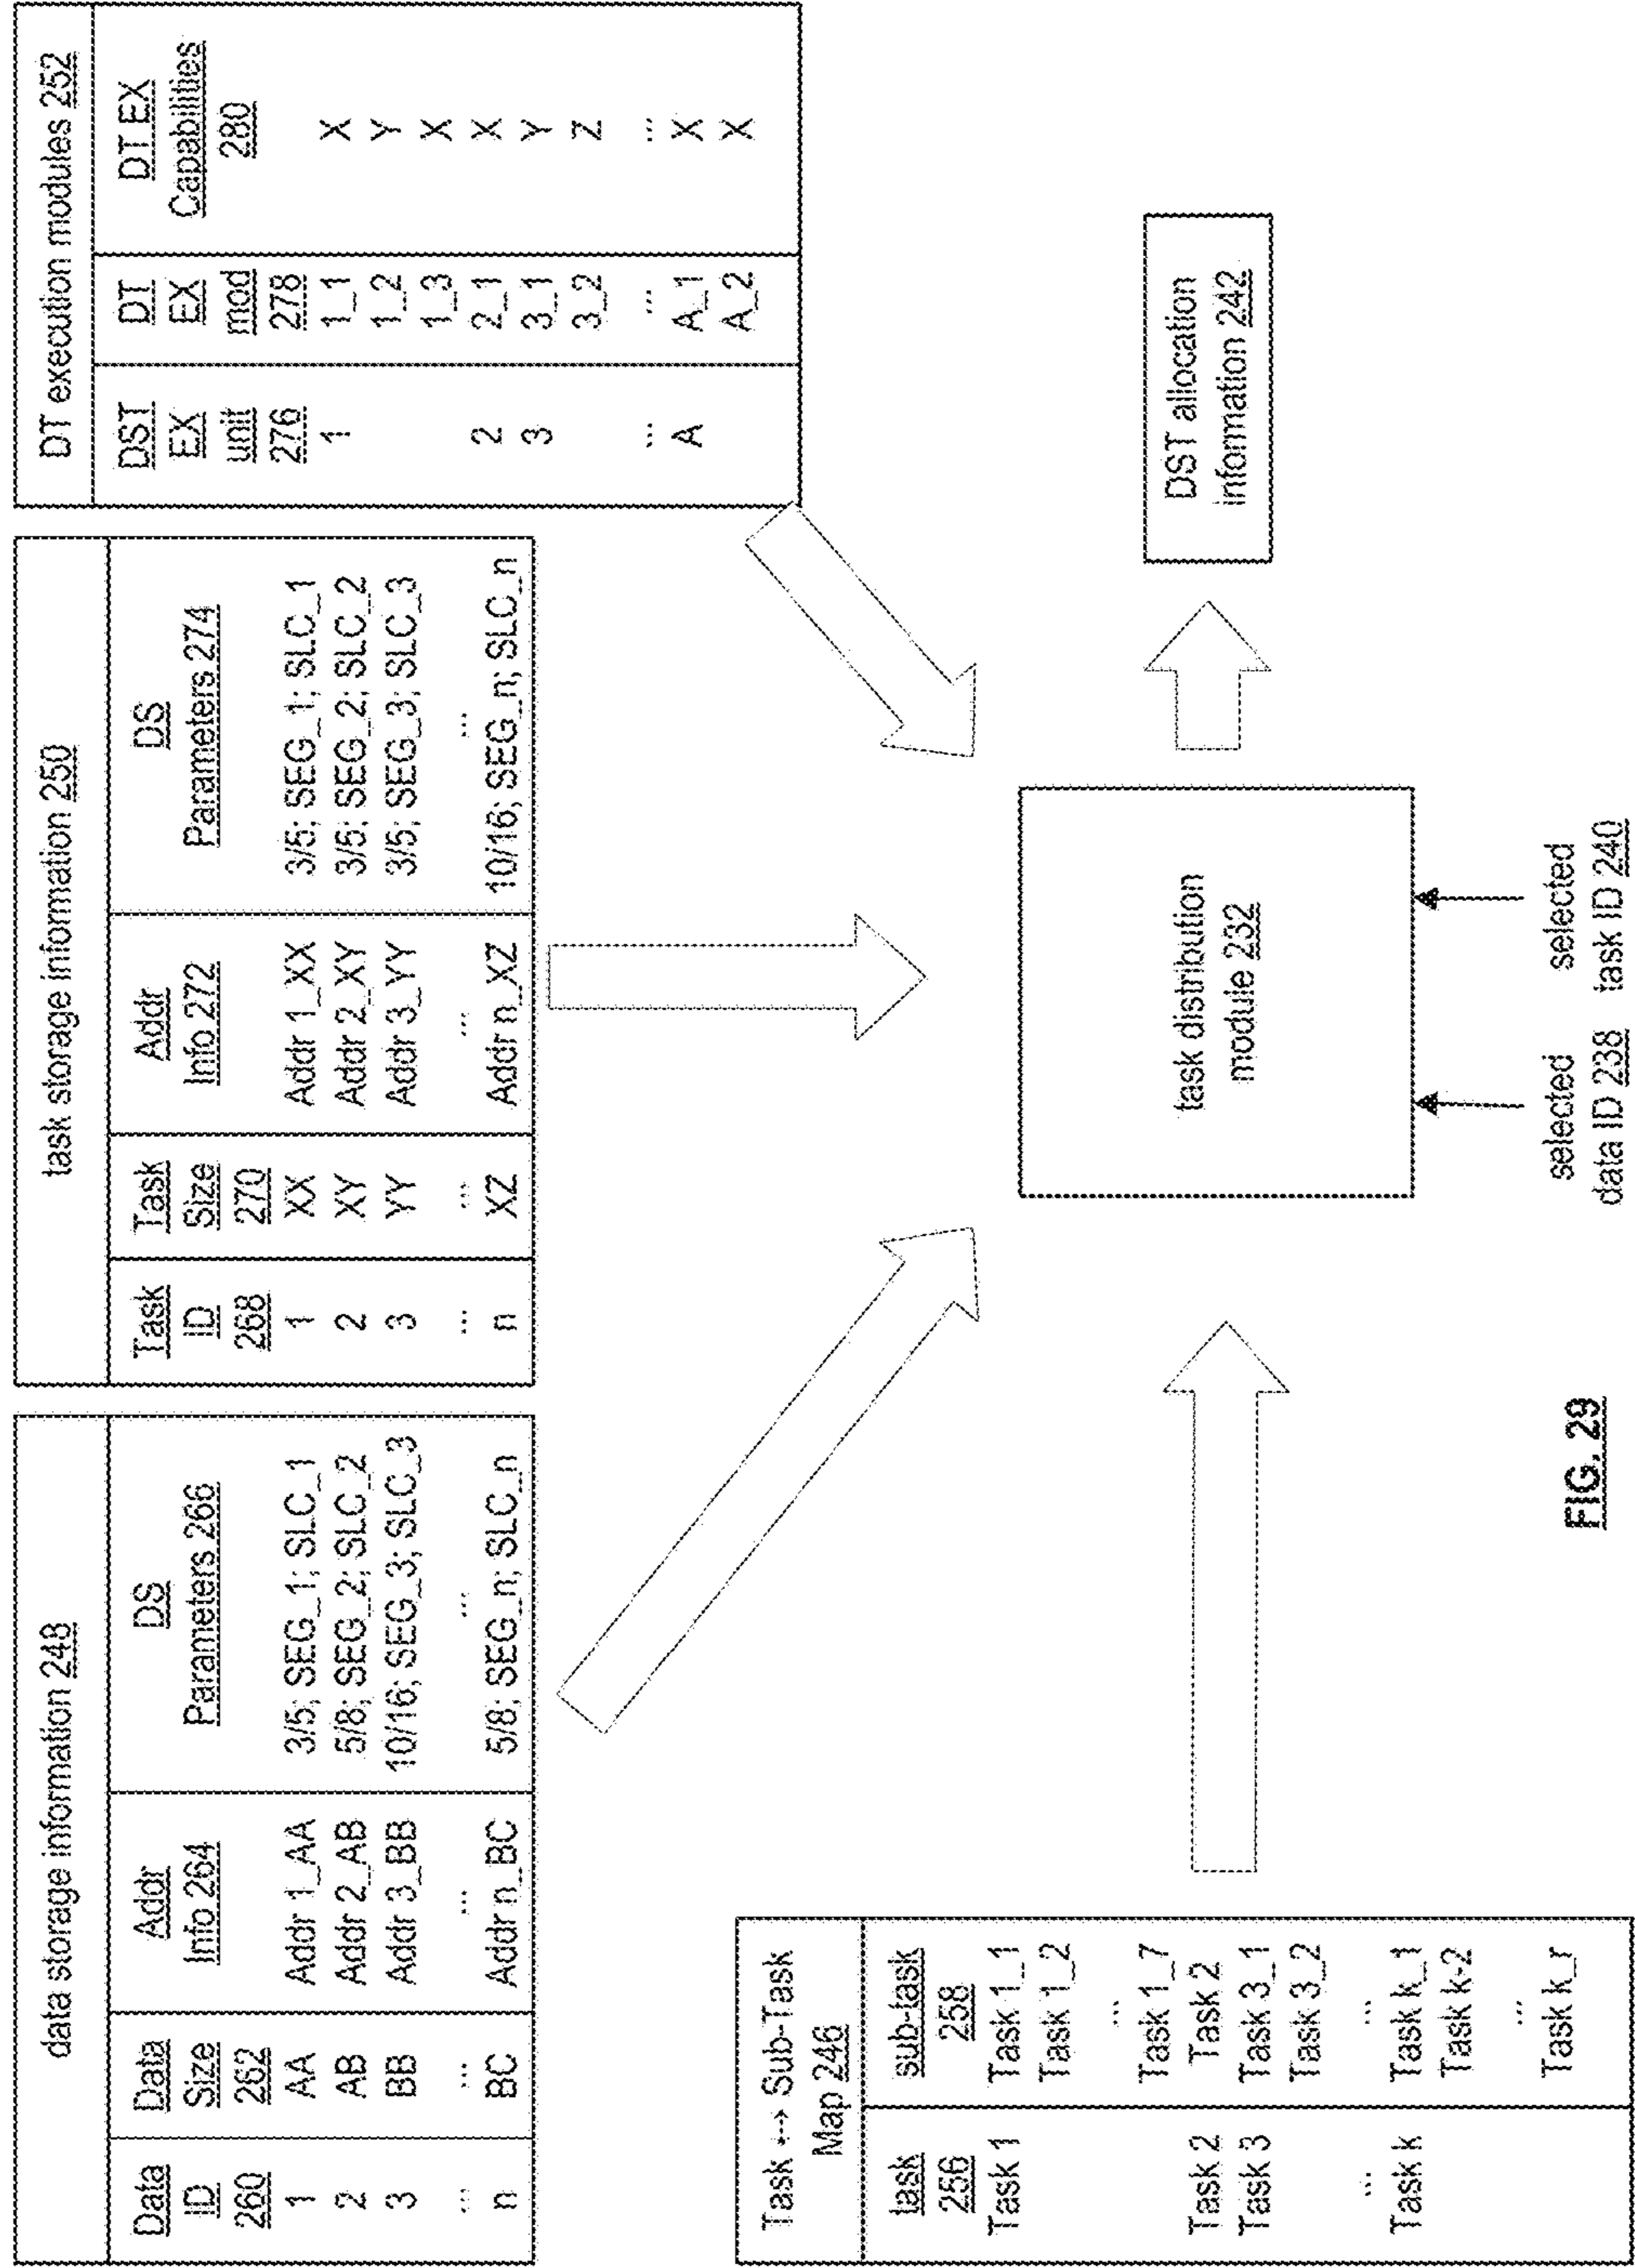 data storage information 248
Data ID 260 Data Size 262 Addr Info 264 DS Parameters 266
1 AA Addr 1_AA 3/5; SEG_1; SLC_1
2 AB Addr 2_AB 5/8; SEG_2; SLC_2
3 BB Addr 3_BB 10/16; SEG_3; SLC_3
... ... ... ...
n BC Addr n_BC 5/8; SEG_n; SLC_n
task storage information 250
Task ID 268 Task Size 270 Addr Info 272 DS Parameters 274
1 XX Addr 1_XX 3/5; SEG_1; SLC_1
2 XY Addr 2_XY 3/5; SEG_2; SLC_2
3 YY Addr 3_YY 3/5; SEG_3; SLC_3
... ... ... ...
n XZ Addr n_XZ 10/16; SEG_n; SLC_n
DT execution modules 252
DST EX unit 276 DT EX mod 278 DT EX Capabilities 280
1 1_1 X
1_2 Y
1_3 X
2 2_1 X
3 3_1 Y
3_2 Z
... ... ...
A A_1 X
A_2 X
Task ↔ Sub-Task
Map 246
task 256 sub-task 258
Task 1 Task 1_1
Task 1_2
...
Task 1_7
Task 2 Task 2
Task 3 Task 3_1
Task 3_2
... ...
Task k Task k_1
Task k-2
...
Task k_r
task distribution
module 232
DST allocation
information 242
selected
data ID 238
selected
task ID 240
FIG. 29